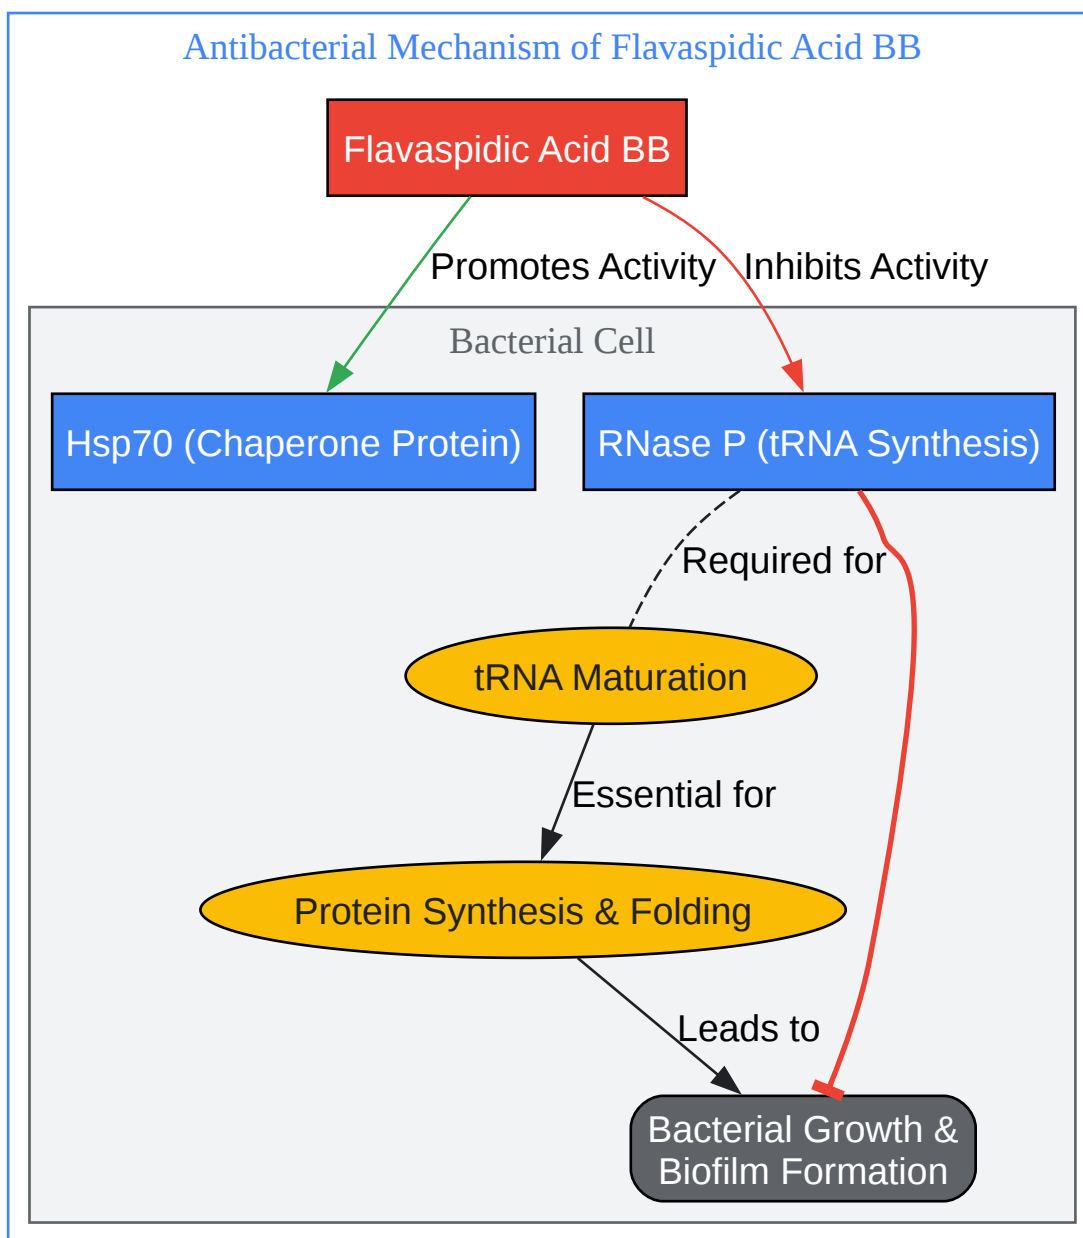 Antibacterial Mechanism of Flavaspidic Acid BB
Flavaspidic Acid BB
Promotes Activity
Inhibits Activity
Bacterial Cell
Hsp70 (Chaperone Protein)
RNase P (tRNA Synthesis)
Required for
tRNA Maturation
Essential for
Protein Synthesis & Folding
Leads to
Bacterial Growth &
Biofilm Formation